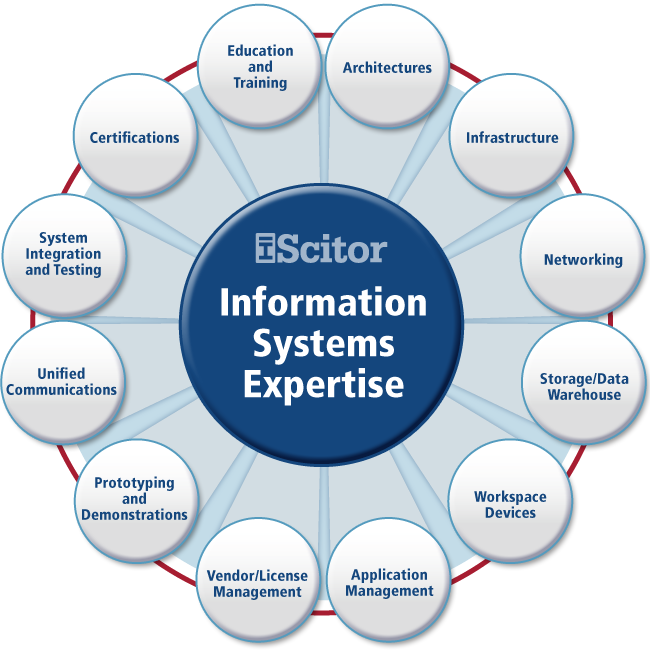 Education
and
Training
Architectures
Infrastructure
Networking
Storage/Data
Warehouse
Workspace
Devices
Application
Management
Vendor/License
Management
Prototyping
and
Demonstrations
Unified
Communications
System
Integration
and Testing
Certifications
Scitor
Information
Systems
Expertise